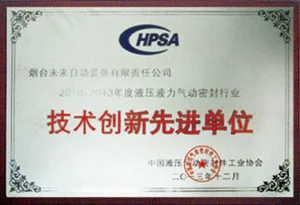 CHPSA
烟台未来自动装备有限责任公司
2010-2013年度液压液力气动密封行业
技术创新先进单位
中国液压气动密封件工业协会
二〇一三年十二月